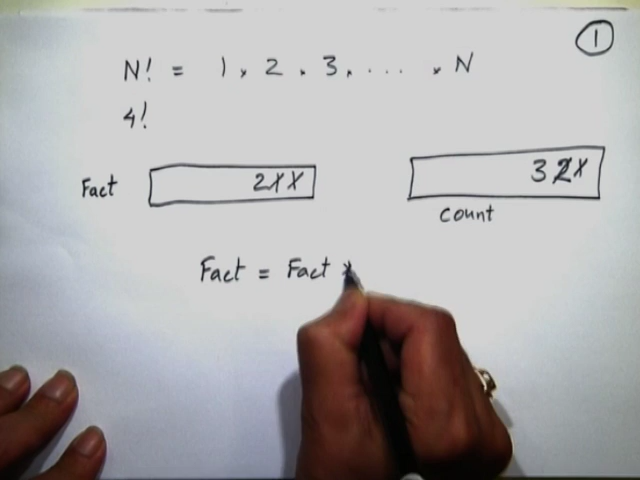 1
N! = 1 * 2 * 3 * .... * N
4!
Fact 2 1 1 3 2 1
Count
Fact = Fact *